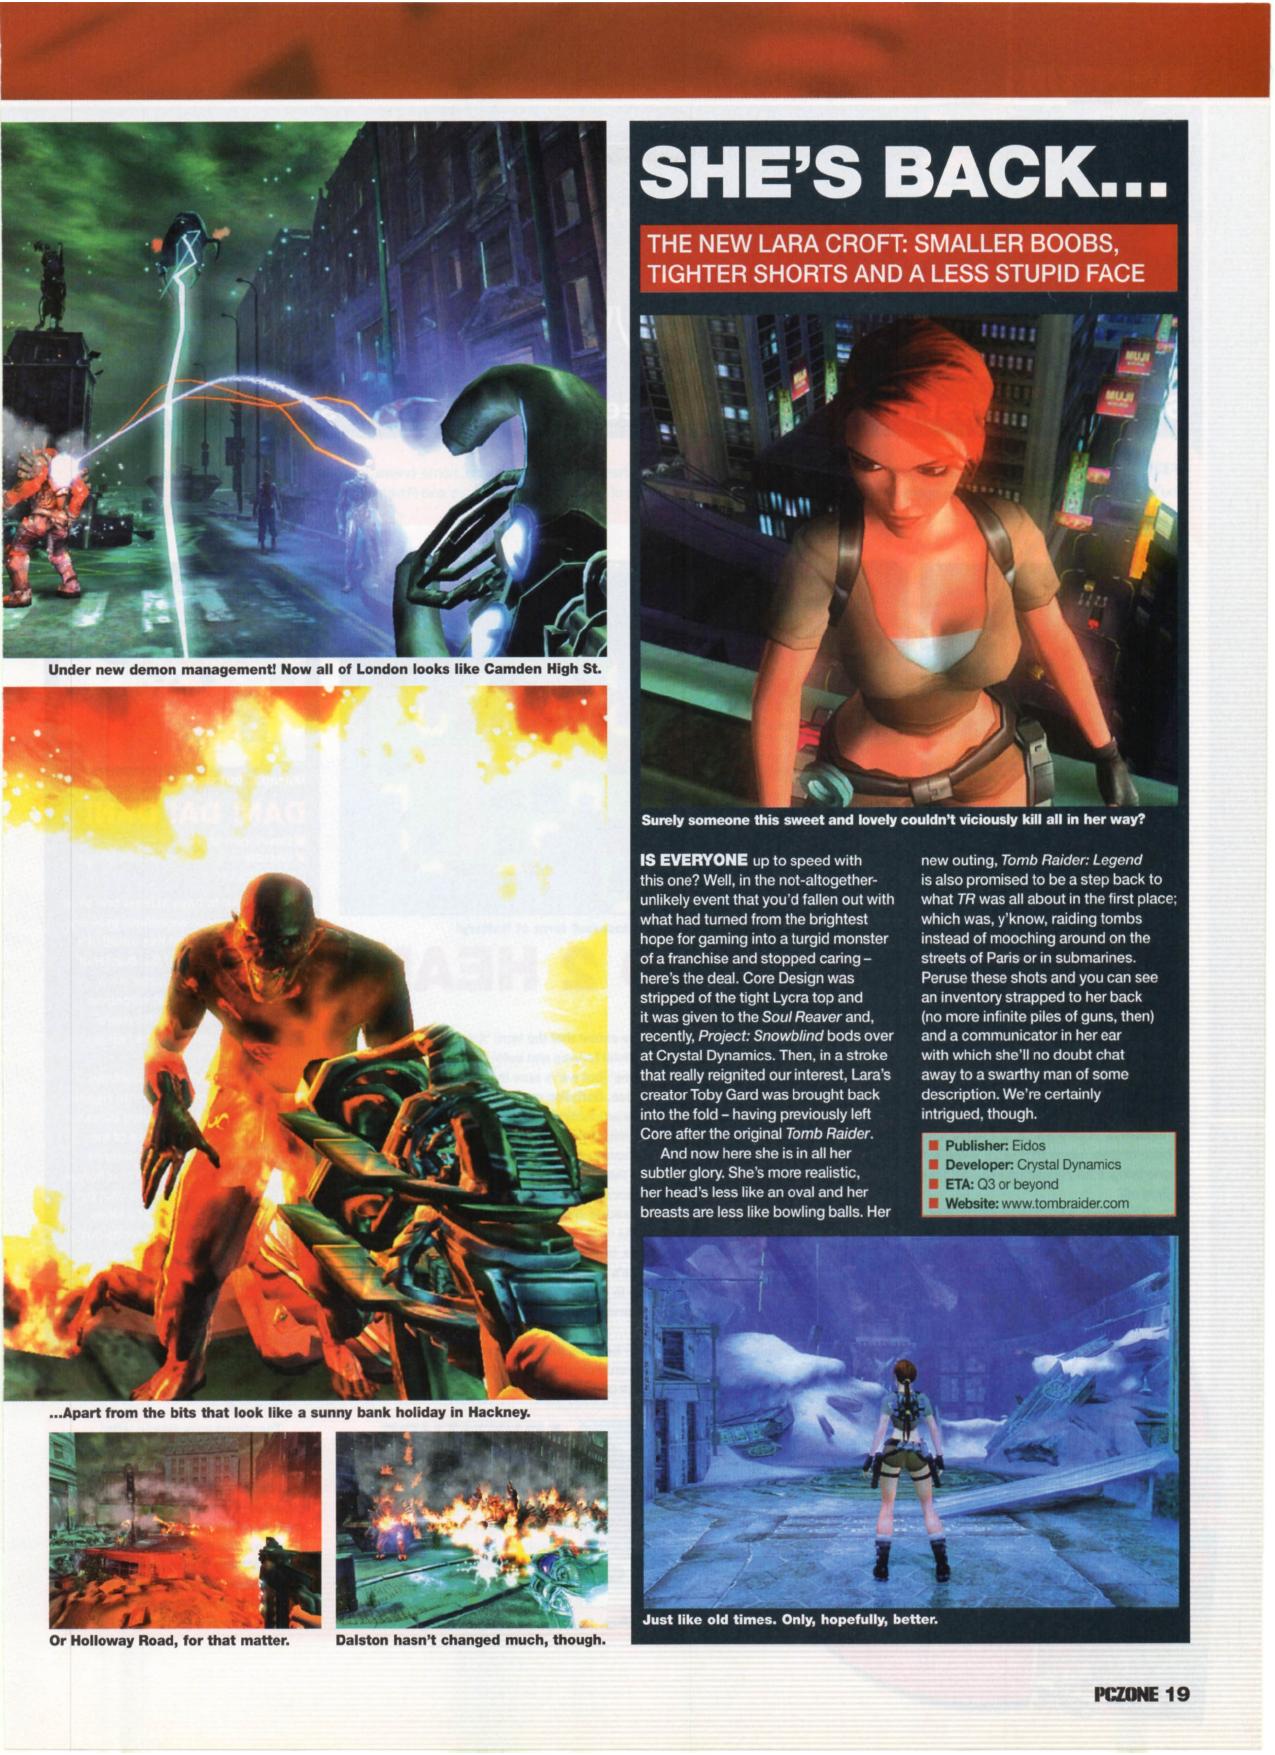 Under new demon management! Now all of London looks like Camden High St.
...Apart from the bits that look like a sunny bank holiday in Hackney.
Or Holloway Road, for that matter.
Dalston hasn't changed much, though.
SHE'S BACK...
THE NEW LARA CROFT: SMALLER BOOBS,
TIGHTER SHORTS AND A LESS STUPID FACE
MUJI
MUJI
MUJI
Surely someone this sweet and lovely couldn't viciously kill all in her way?
IS EVERYONE up to speed with
this one? Well, in the not-altogether-
unlikely event that you'd fallen out with
what had turned from the brightest
hope for gaming into a turgid monster
of a franchise and stopped caring –
here's the deal. Core Design was
stripped of the tight Lycra top and
it was given to the Soul Reaver and,
recently, Project: Snowblind bods over
at Crystal Dynamics. Then, in a stroke
that really reignited our interest, Lara's
creator Toby Gard was brought back
into the fold – having previously left
Core after the original Tomb Raider.
And now here she is in all her
subtler glory. She's more realistic,
her head's less like an oval and her
breasts are less like bowling balls. Her
new outing, Tomb Raider: Legend
is also promised to be a step back to
what TR was all about in the first place;
which was, y'know, raiding tombs
instead of mooching around on the
streets of Paris or in submarines.
Peruse these shots and you can see
an inventory strapped to her back
(no more infinite piles of guns, then)
and a communicator in her ear
with which she'll no doubt chat
away to a swarthy man of some
description. We're certainly
intrigued, though.
Publisher: Eidos
Developer: Crystal Dynamics
ETA: Q3 or beyond
Website: www.tombraider.com
Just like old times. Only, hopefully, better.
PCZONE 19